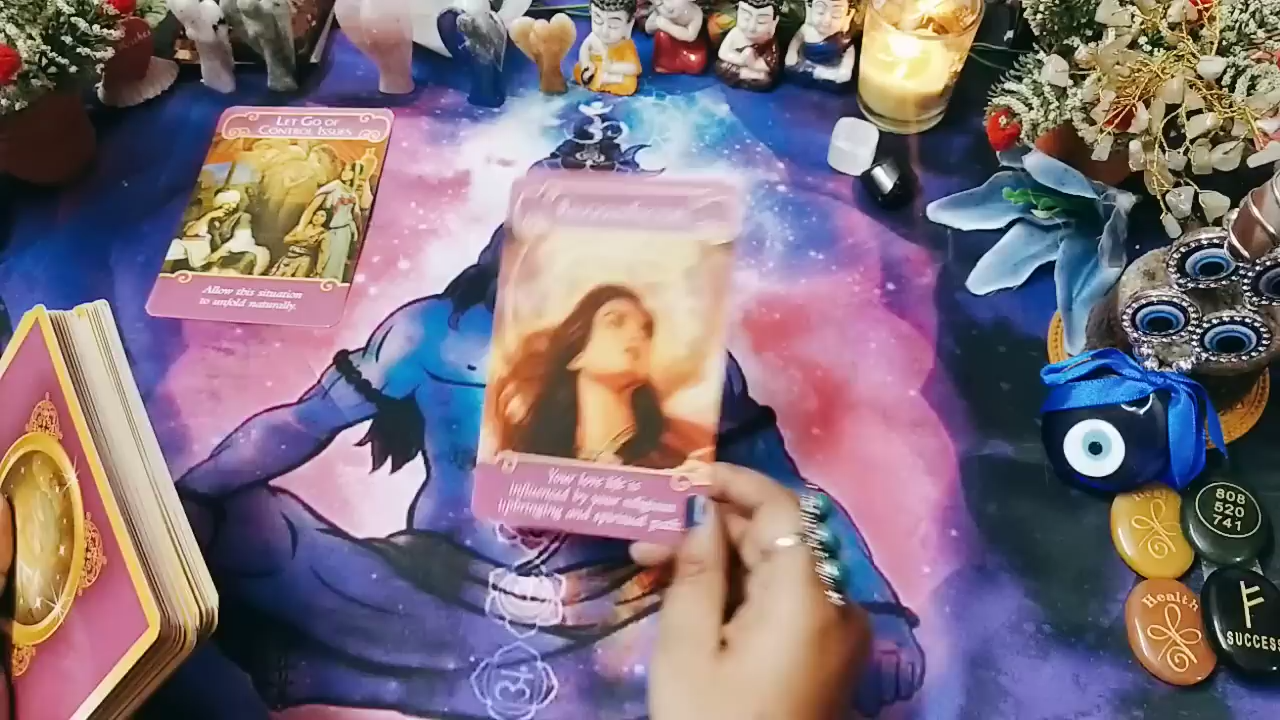 LET GO OF
CONTROL ISSUES
Allow this situation
to unfold naturally.
Your love life is
influenced by your religious
upbringing and spiritual path.
Heal
808
520
741
Health
SUCCESS
ॐ